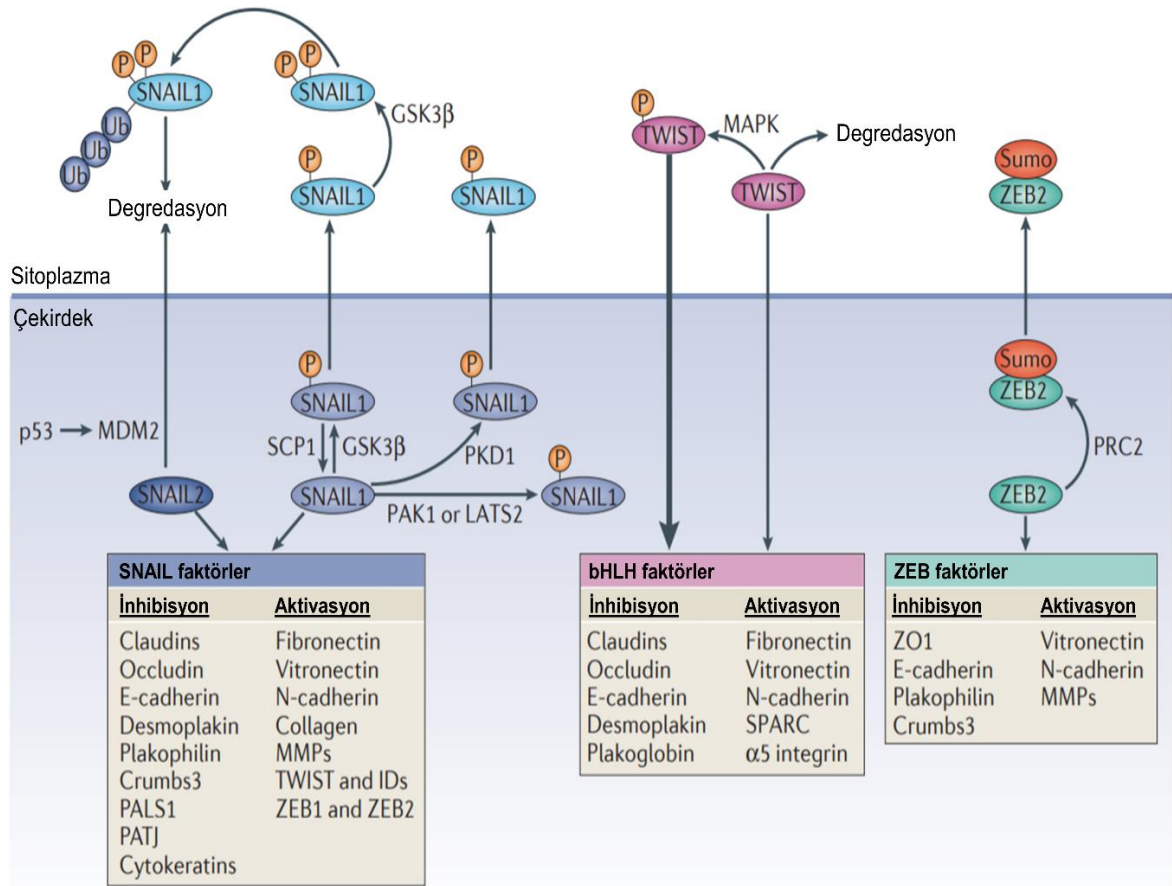 P
P
SNAIL1
Ub
Ub
Ub
P
P
SNAIL1
GSK3β
P
SNAIL1
P
SNAIL1
Degredasyon
P
TWIST
MAPK
Degredasyon
TWIST
Sumo
ZEB2
Sitoplazma
Çekirdek
P
SNAIL1
P
SNAIL1
p53
MDM2
SCP1
GSK3β
PKD1
SNAIL2
SNAIL1
PAK1 or LATS2
P
SNAIL1
Sumo
ZEB2
PRC2
ZEB2
SNAIL faktörler
İnhibisyon Aktivasyon
Claudins Fibronectin
Occludin Vitronectin
E-cadherin N-cadherin
Desmoplakin Collagen
Plakophilin MMPs
Crumbs3 TWIST and IDs
PALS1 ZEB1 and ZEB2
PATJ
Cytokeratins
bHLH faktörler
İnhibisyon Aktivasyon
Claudins Fibronectin
Occludin Vitronectin
E-cadherin N-cadherin
Desmoplakin SPARC
Plakoglobin α5 integrin
ZEB faktörler
İnhibisyon Aktivasyon
ZO1 Vitronectin
E-cadherin N-cadherin
Plakophilin MMPs
Crumbs3